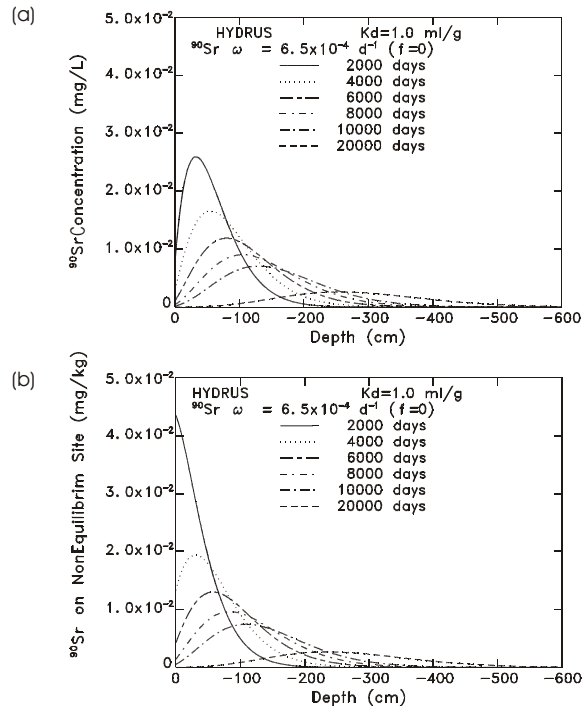 (a)
HYDRUS Kd=1.0 ml/g
⁹⁰Sr ω = 6.5x10⁻⁴ d⁻¹ (f=0)
2000 days
4000 days
6000 days
8000 days
10000 days
20000 days
⁹⁰SrConcentration (mg/L)
5.0x10⁻²
4.0x10⁻²
3.0x10⁻²
2.0x10⁻²
1.0x10⁻²
0
0 -100 -200 -300 -400 -500 -600
Depth (cm)
(b)
HYDRUS Kd=1.0 ml/g
⁹⁰Sr ω = 6.5x10⁻⁴ d⁻¹ (f=0)
2000 days
4000 days
6000 days
8000 days
10000 days
20000 days
⁹⁰Sr on NonEquilibrim Site (mg/kg)
5.0x10⁻²
4.0x10⁻²
3.0x10⁻²
2.0x10⁻²
1.0x10⁻²
0
0 -100 -200 -300 -400 -500 -600
Depth (cm)